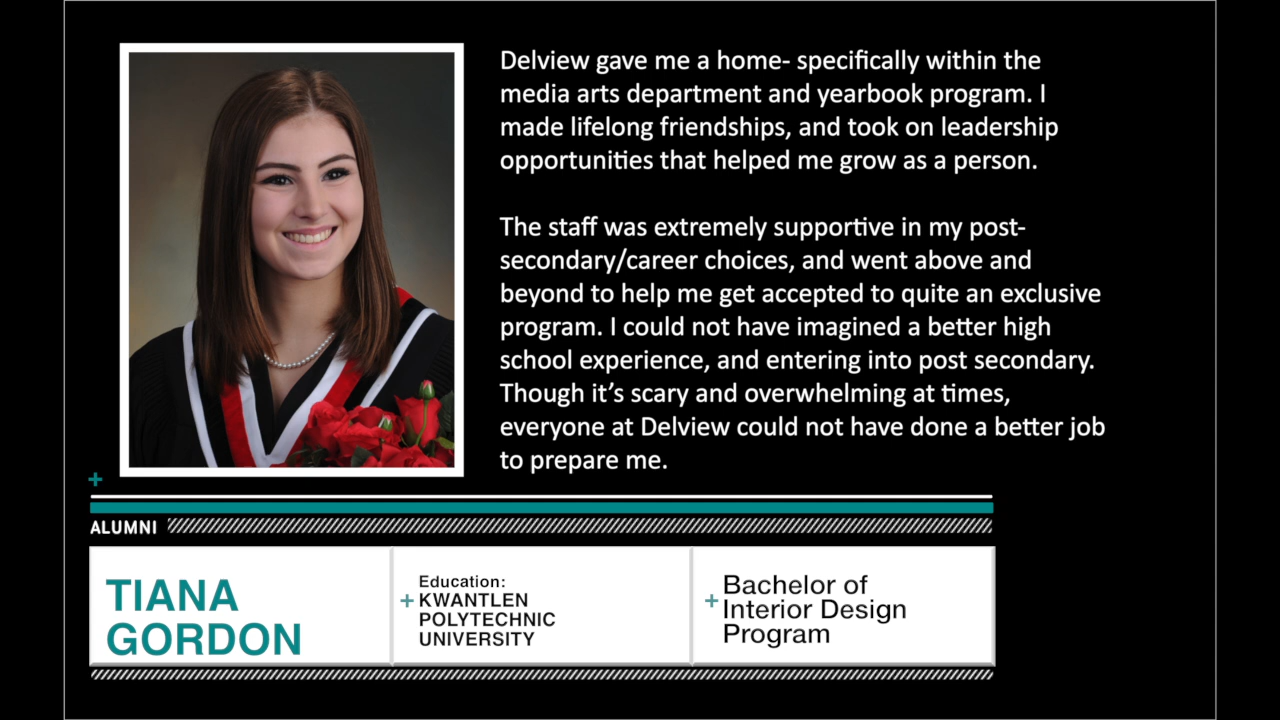 Delview gave me a home- specifically within the
media arts department and yearbook program. I
made lifelong friendships, and took on leadership
opportunities that helped me grow as a person.
The staff was extremely supportive in my post-
secondary/career choices, and went above and
beyond to help me get accepted to quite an exclusive
program. I could not have imagined a better high
school experience, and entering into post secondary.
Though it’s scary and overwhelming at times,
everyone at Delview could not have done a better job
to prepare me.
ALUMNI
TIANA
GORDON
Education:
KWANTLEN
POLYTECHNIC
UNIVERSITY
Bachelor of
Interior Design
Program